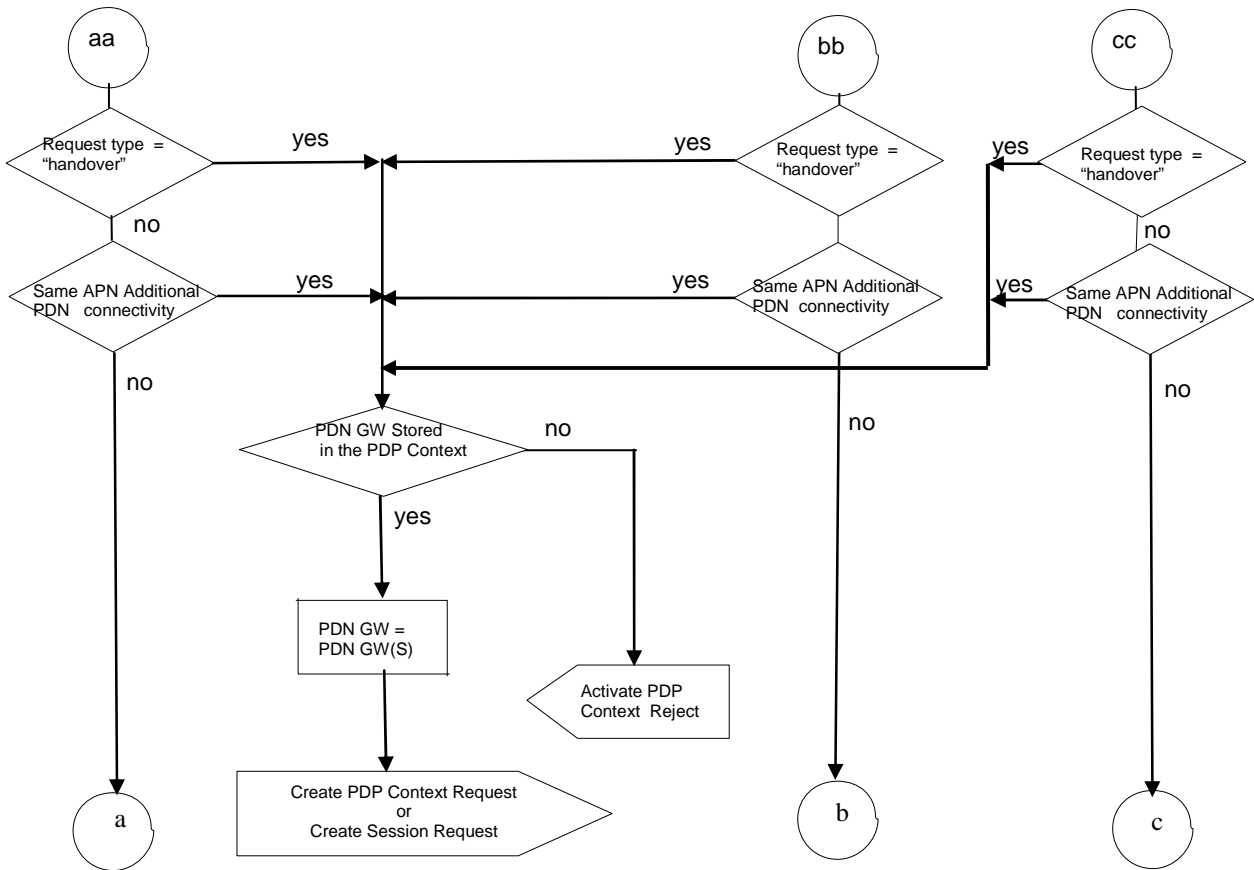 aa
bb
cc
Request type =
“handover”
yes
yes
Request type =
“handover”
yes
Request type =
“handover”
no
no
Same APN Additional
PDN connectivity
yes
yes
Same APN Additional
PDN connectivity
yes
Same APN Additional
PDN connectivity
no
no
no
PDN GW Stored
in the PDP Context
no
yes
PDN GW =
PDN GW(S)
Activate PDP
Context Reject
Create PDP Context Request
or
Create Session Request
a
b
c